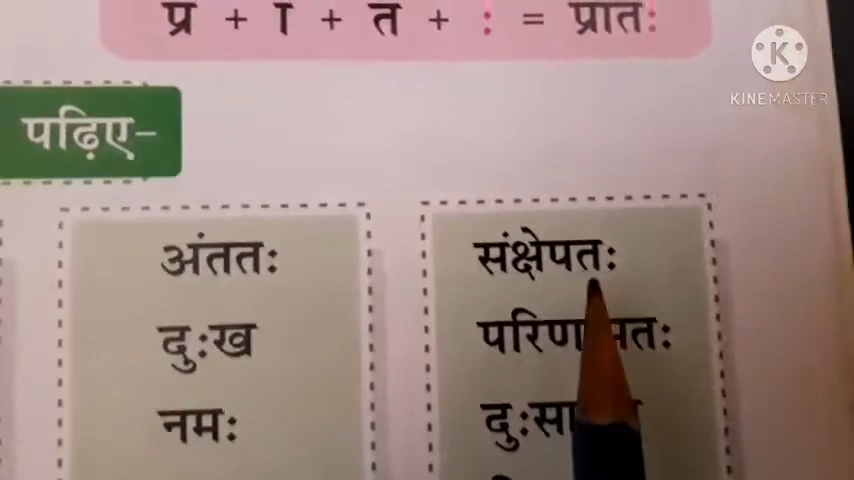 प्र + ा + त + : = प्रातः
KINEMASTER
पढ़िए-
अंततः
दुःख
नमः
संक्षेपतः